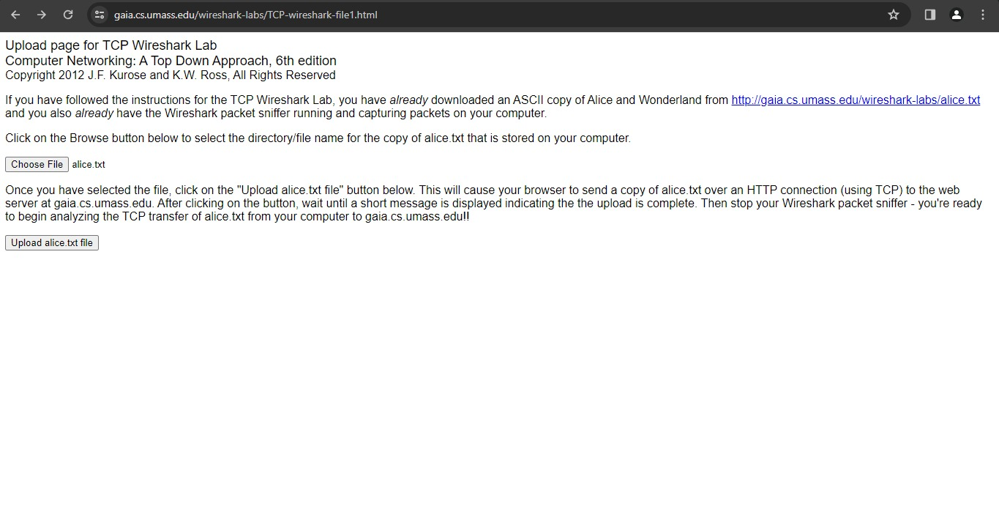 gaia.cs.umass.edu/wireshark-labs/TCP-wireshark-file1.html
Upload page for TCP Wireshark Lab
Computer Networking: A Top Down Approach, 6th edition
Copyright 2012 J.F. Kurose and K.W. Ross, All Rights Reserved
If you have followed the instructions for the TCP Wireshark Lab, you have already downloaded an ASCII copy of Alice and Wonderland from http://gaia.cs.umass.edu/wireshark-labs/alice.txt
and you also already have the Wireshark packet sniffer running and capturing packets on your computer.
Click on the Browse button below to select the directory/file name for the copy of alice.txt that is stored on your computer.
Choose File alice.txt
Once you have selected the file, click on the "Upload alice.txt file" button below. This will cause your browser to send a copy of alice.txt over an HTTP connection (using TCP) to the web
server at gaia.cs.umass.edu. After clicking on the button, wait until a short message is displayed indicating the the upload is complete. Then stop your Wireshark packet sniffer - you're ready
to begin analyzing the TCP transfer of alice.txt from your computer to gaia.cs.umass.edu!!
Upload alice.txt file